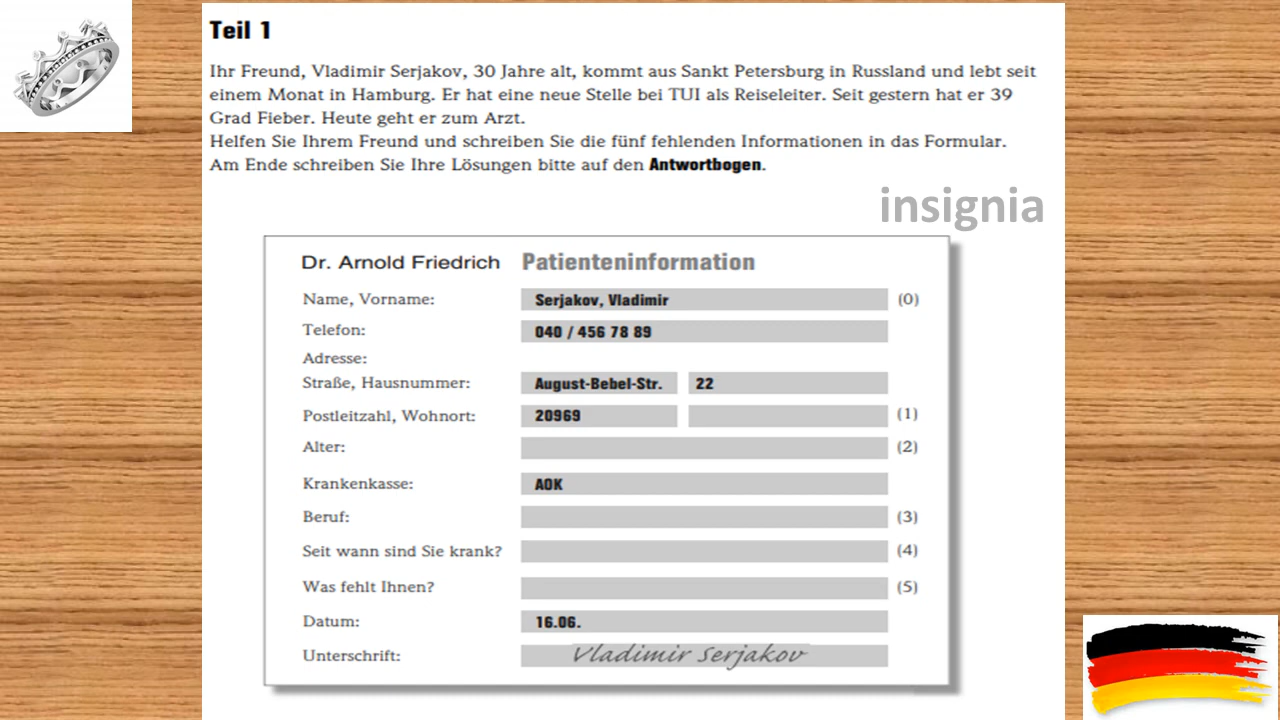 Teil 1
Ihr Freund, Vladimir Serjakov, 30 Jahre alt, kommt aus Sankt Petersburg in Russland und lebt seit
einem Monat in Hamburg. Er hat eine neue Stelle bei TUI als Reiseleiter. Seit gestern hat er 39
Grad Fieber. Heute geht er zum Arzt.
Helfen Sie Ihrem Freund und schreiben Sie die fünf fehlenden Informationen in das Formular.
Am Ende schreiben Sie Ihre Lösungen bitte auf den Antwortbogen.
insignia
Dr. Arnold Friedrich Patienteninformation
Name, Vorname: Serjakov, Vladimir (0)
Telefon: 040 / 456 78 89
Adresse:
Straße, Hausnummer: August-Bebel-Str. 22
Postleitzahl, Wohnort: 20969 (1)
Alter: (2)
Krankenkasse: AOK
Beruf: (3)
Seit wann sind Sie krank? (4)
Was fehlt Ihnen? (5)
Datum: 16.06.
Unterschrift: Vladimir Serjakov